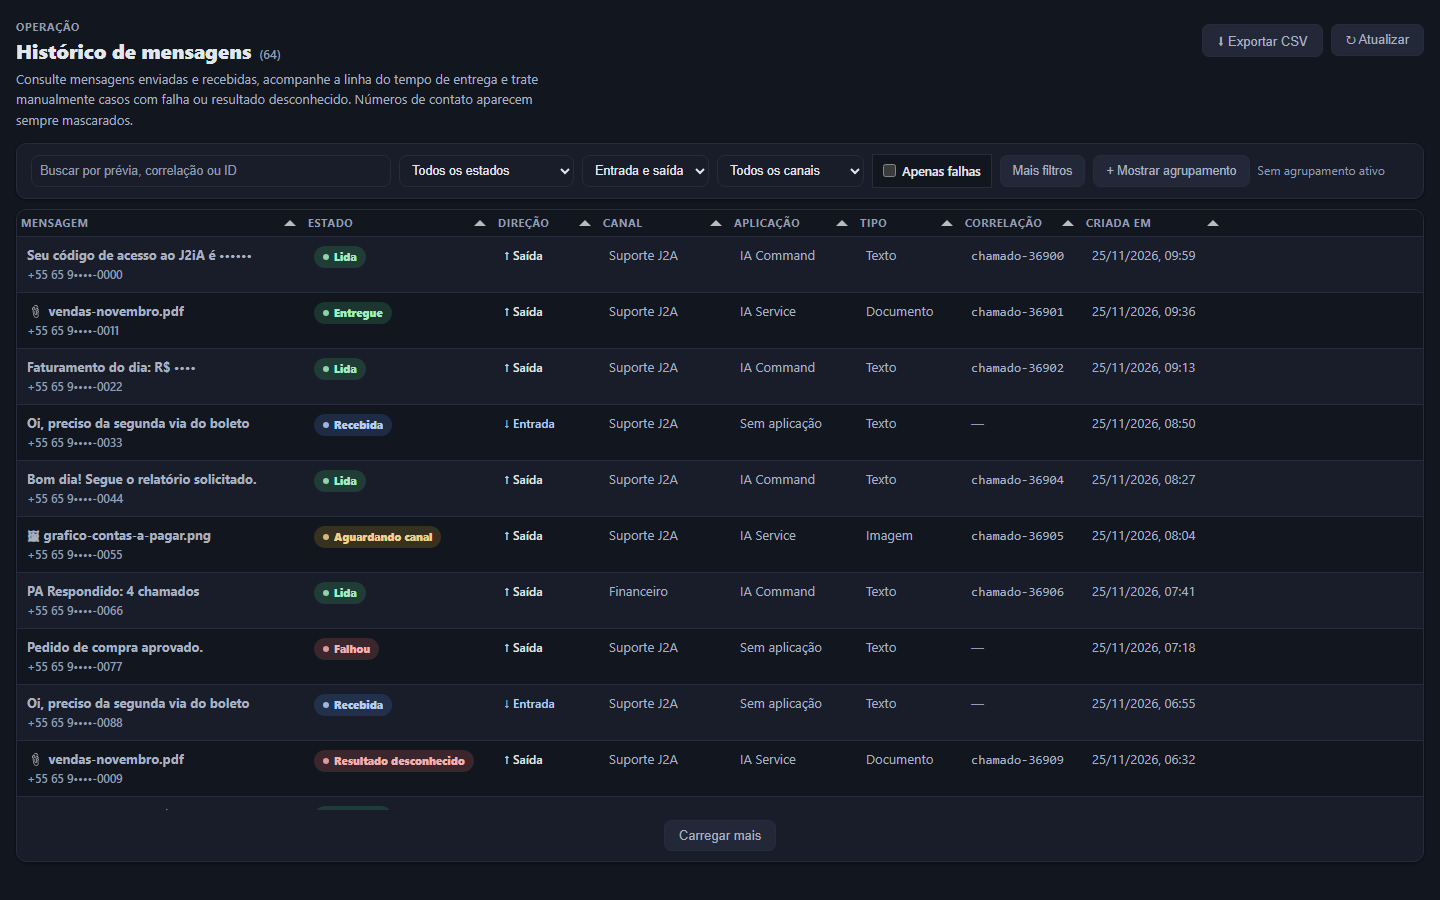 OPERAÇÃO
Histórico de mensagens (64)
Consulte mensagens enviadas e recebidas, acompanhe a linha do tempo de entrega e trate
manualmente casos com falha ou resultado desconhecido. Números de contato aparecem
sempre mascarados.
⭳ Exportar CSV
↻ Atualizar
Buscar por prévia, correlação ou ID
Todos os estados
Entrada e saída
Todos os canais
Apenas falhas
Mais filtros
+ Mostrar agrupamento
Sem agrupamento ativo
MENSAGEM ESTADO DIREÇÃO CANAL APLICAÇÃO TIPO CORRELAÇÃO CRIADA EM
Seu código de acesso ao J2iA é •••••• Lida ↑ Saída Suporte J2A IA Command Texto chamado-36900 25/11/2026, 09:59
+55 65 9••••-0000
vendas-novembro.pdf Entregue ↑ Saída Suporte J2A IA Service Documento chamado-36901 25/11/2026, 09:36
+55 65 9••••-0011
Faturamento do dia: R$ •••• Lida ↑ Saída Suporte J2A IA Command Texto chamado-36902 25/11/2026, 09:13
+55 65 9••••-0022
Oi, preciso da segunda via do boleto Recebida ↓ Entrada Suporte J2A Sem aplicação Texto — 25/11/2026, 08:50
+55 65 9••••-0033
Bom dia! Segue o relatório solicitado. Lida ↑ Saída Suporte J2A IA Command Texto chamado-36904 25/11/2026, 08:27
+55 65 9••••-0044
grafico-contas-a-pagar.png Aguardando canal ↑ Saída Suporte J2A IA Service Imagem chamado-36905 25/11/2026, 08:04
+55 65 9••••-0055
PA Respondido: 4 chamados Lida ↑ Saída Financeiro IA Command Texto chamado-36906 25/11/2026, 07:41
+55 65 9••••-0066
Pedido de compra aprovado. Falhou ↑ Saída Suporte J2A Sem aplicação Texto — 25/11/2026, 07:18
+55 65 9••••-0077
Oi, preciso da segunda via do boleto Recebida ↓ Entrada Suporte J2A Sem aplicação Texto — 25/11/2026, 06:55
+55 65 9••••-0088
vendas-novembro.pdf Resultado desconhecido ↑ Saída Suporte J2A IA Service Documento chamado-36909 25/11/2026, 06:32
+55 65 9••••-0009
Carregar mais